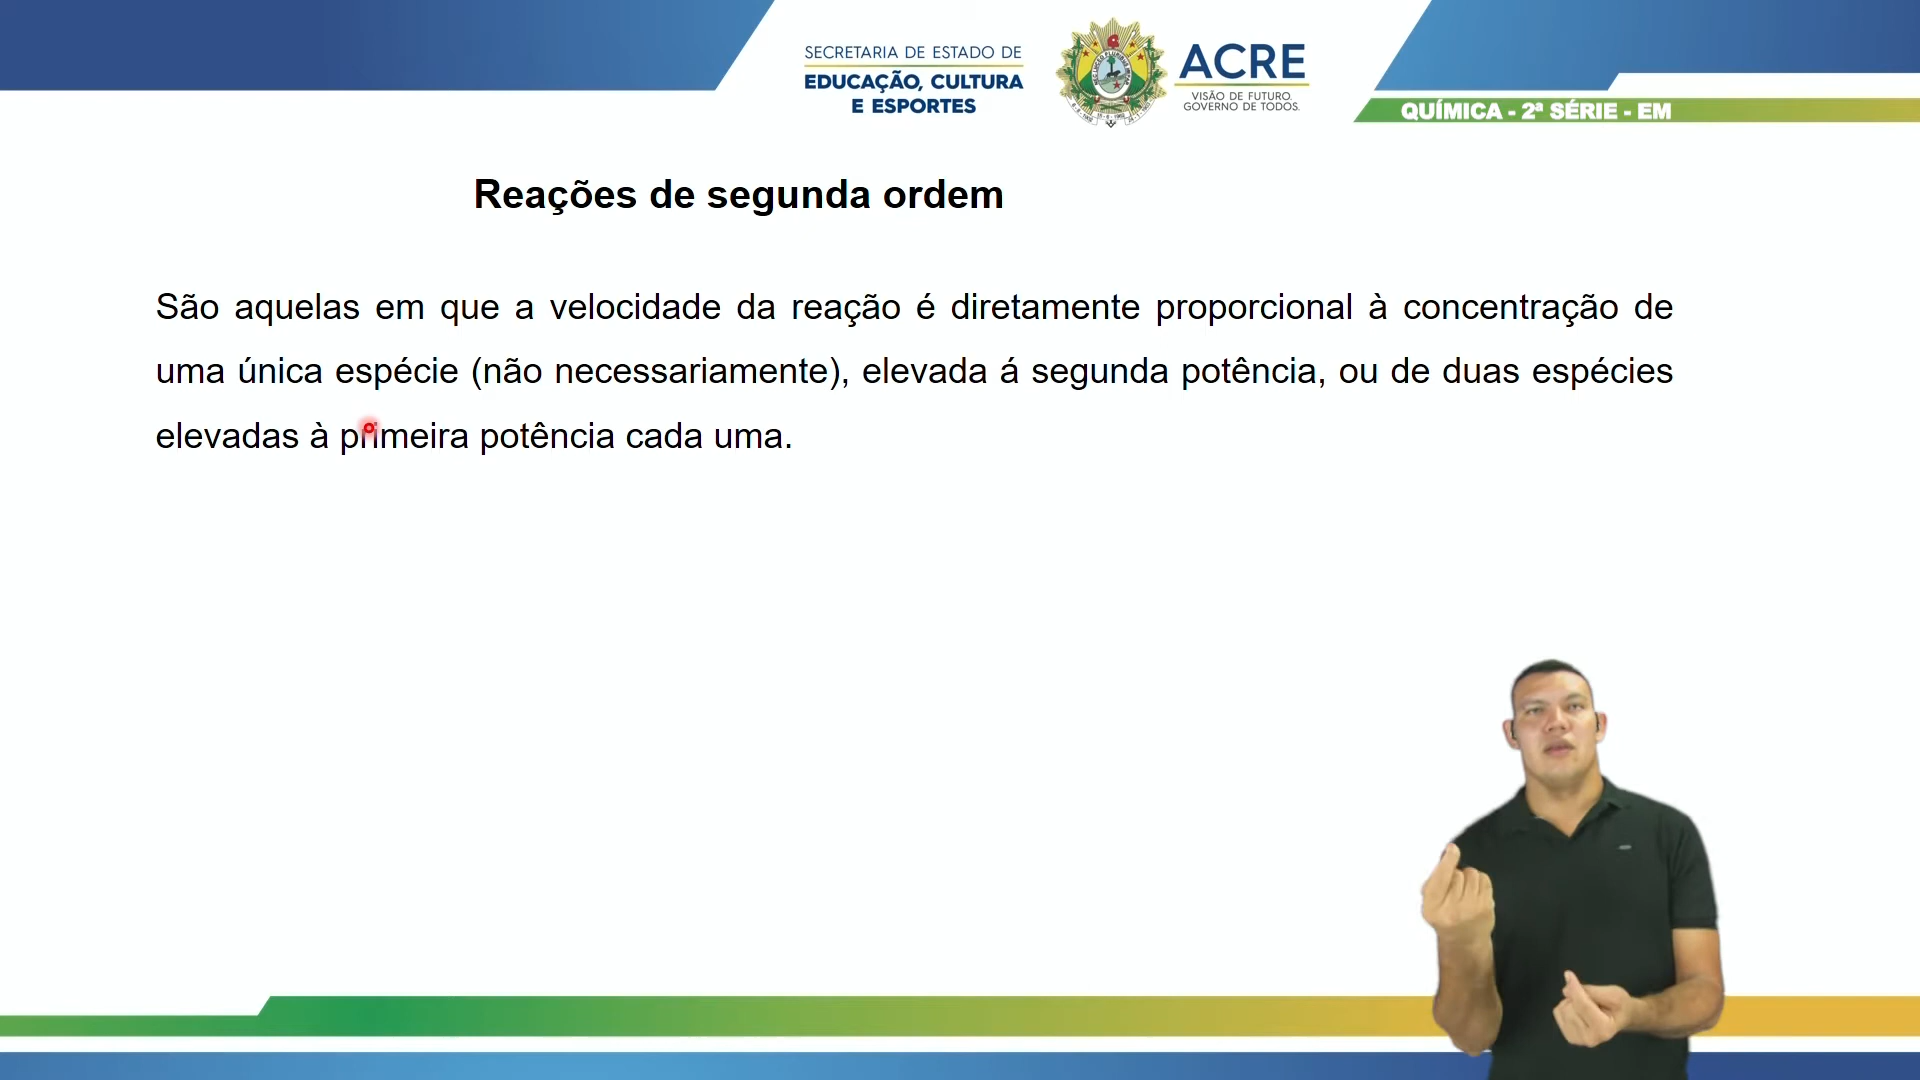 SECRETARIA DE ESTADO DE
EDUCAÇÃO, CULTURA
E ESPORTES
ACRE
VISÃO DE FUTURO.
GOVERNO DE TODOS.
QUÍMICA - 2ª SÉRIE - EM
Reações de segunda ordem
São aquelas em que a velocidade da reação é diretamente proporcional à concentração de
uma única espécie (não necessariamente), elevada á segunda potência, ou de duas espécies
elevadas à primeira potência cada uma.